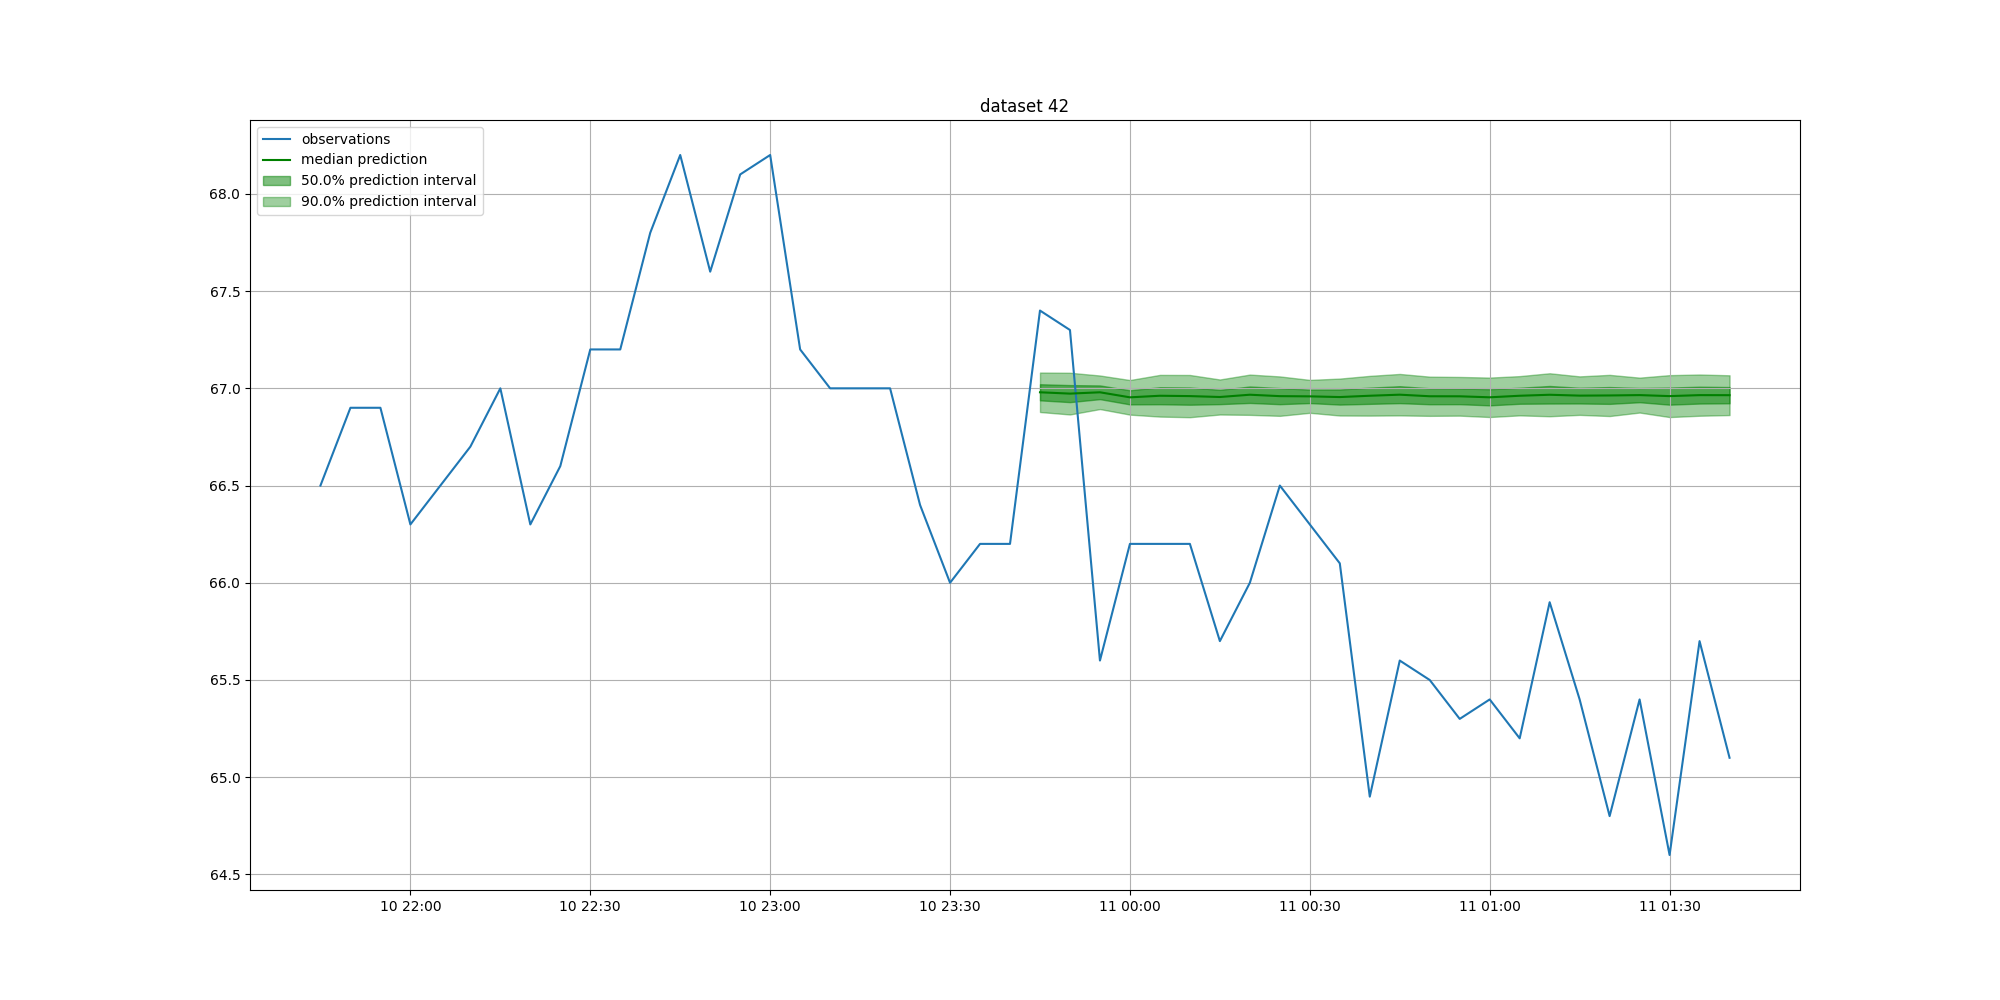 dataset 42
observations
median prediction
50.0% prediction interval
90.0% prediction interval
68.0
67.5
67.0
66.5
66.0
65.5
65.0
64.5
10 22:00 10 22:30 10 23:00 10 23:30 11 00:00 11 00:30 11 01:00 11 01:30